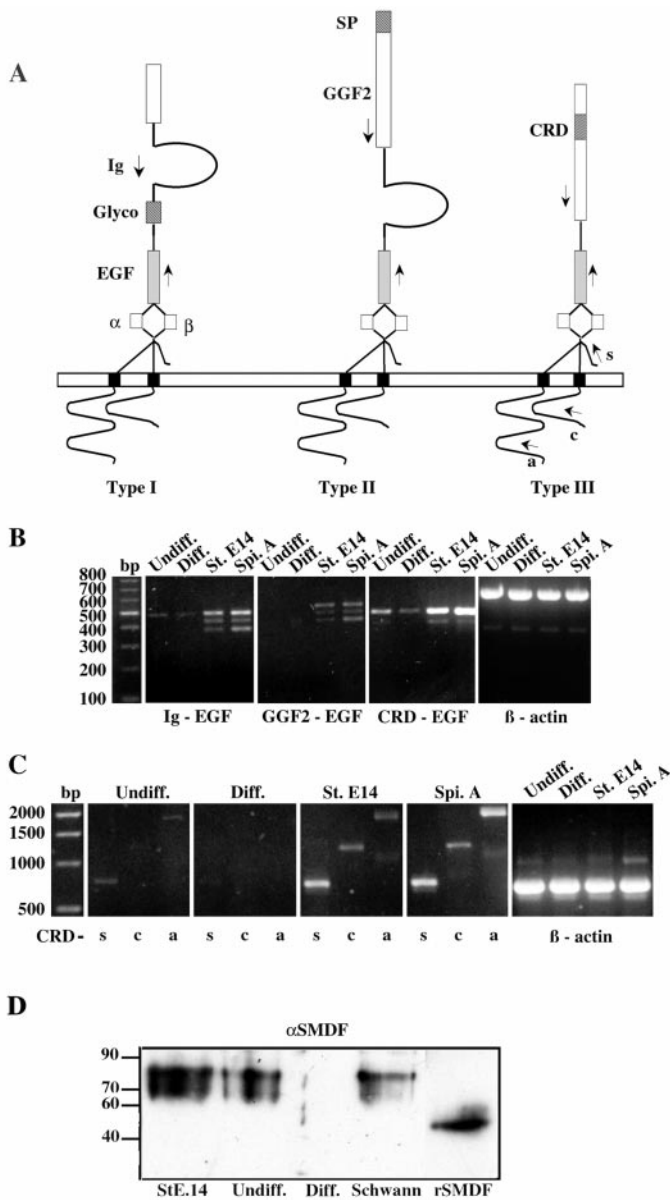 A
SP
GGF2
CRD
Ig
Glyco
EGF
α β
s
c
a
Type I Type II Type III
B
bp Undiff. Diff. St. E14 Spi. A Undiff. Diff. St. E14 Spi. A Undiff. Diff. St. E14 Spi. A Undiff. Diff. St. E14 Spi. A
800
700
600
500
400
300
200
100
Ig - EGF GGF2 - EGF CRD - EGF ß - actin
C
bp Undiff. Diff. St. E14 Spi. A Undiff. Diff. St. E14 Spi. A
2000
1500
1000
500
CRD - s c a s c a s c a s c a ß - actin
D
αSMDF
90
70
60
40
StE.14 Undiff. Diff. Schwann rSMDF